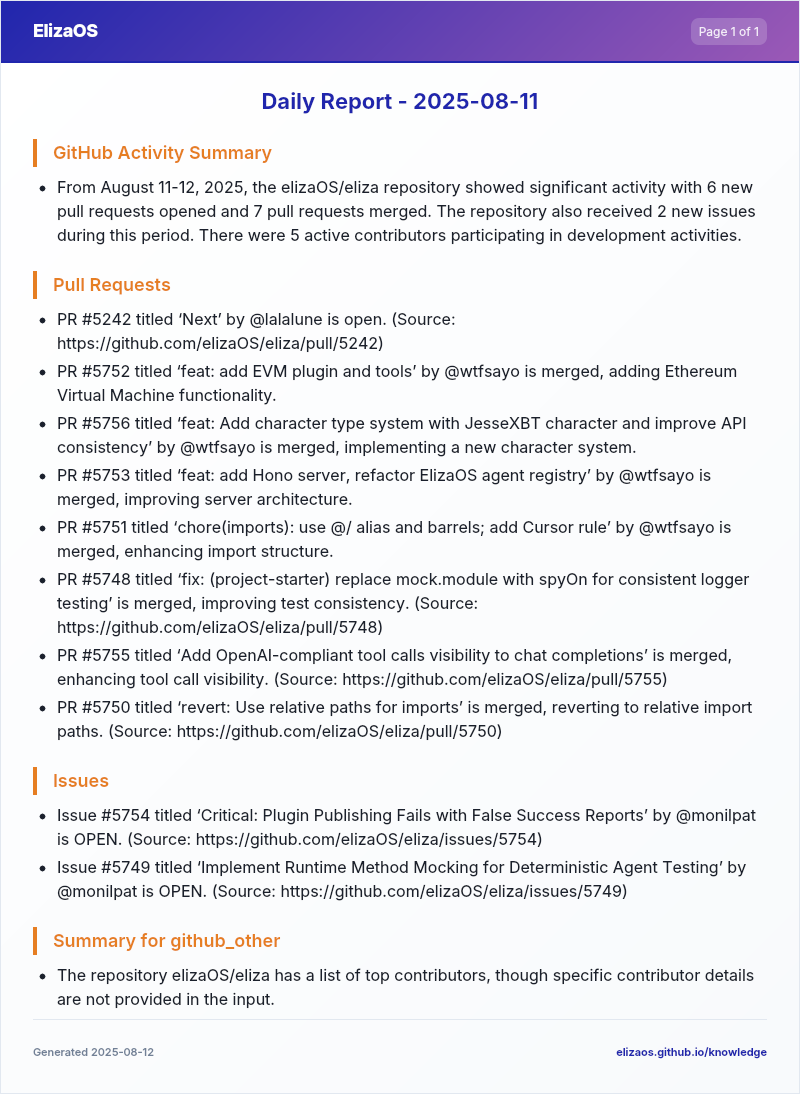 ElizaOS
Page 1 of 1
Daily Report - 2025-08-11
GitHub Activity Summary
• From August 11-12, 2025, the elizaOS/eliza repository showed significant activity with 6 new
pull requests opened and 7 pull requests merged. The repository also received 2 new issues
during this period. There were 5 active contributors participating in development activities.
Pull Requests
• PR #5242 titled ‘Next’ by @lalalune is open. (Source:
https://github.com/elizaOS/eliza/pull/5242)
• PR #5752 titled ‘feat: add EVM plugin and tools’ by @wtfsayo is merged, adding Ethereum
Virtual Machine functionality.
• PR #5756 titled ‘feat: Add character type system with JesseXBT character and improve API
consistency’ by @wtfsayo is merged, implementing a new character system.
• PR #5753 titled ‘feat: add Hono server, refactor ElizaOS agent registry’ by @wtfsayo is
merged, improving server architecture.
• PR #5751 titled ‘chore(imports): use @/ alias and barrels; add Cursor rule’ by @wtfsayo is
merged, enhancing import structure.
• PR #5748 titled ‘fix: (project-starter) replace mock.module with spyOn for consistent logger
testing’ is merged, improving test consistency. (Source:
https://github.com/elizaOS/eliza/pull/5748)
• PR #5755 titled ‘Add OpenAI-compliant tool calls visibility to chat completions’ is merged,
enhancing tool call visibility. (Source: https://github.com/elizaOS/eliza/pull/5755)
• PR #5750 titled ‘revert: Use relative paths for imports’ is merged, reverting to relative import
paths. (Source: https://github.com/elizaOS/eliza/pull/5750)
Issues
• Issue #5754 titled ‘Critical: Plugin Publishing Fails with False Success Reports’ by @monilpat
is OPEN. (Source: https://github.com/elizaOS/eliza/issues/5754)
• Issue #5749 titled ‘Implement Runtime Method Mocking for Deterministic Agent Testing’ by
@monilpat is OPEN. (Source: https://github.com/elizaOS/eliza/issues/5749)
Summary for github_other
• The repository elizaOS/eliza has a list of top contributors, though specific contributor details
are not provided in the input.
Generated 2025-08-12
elizaos.github.io/knowledge